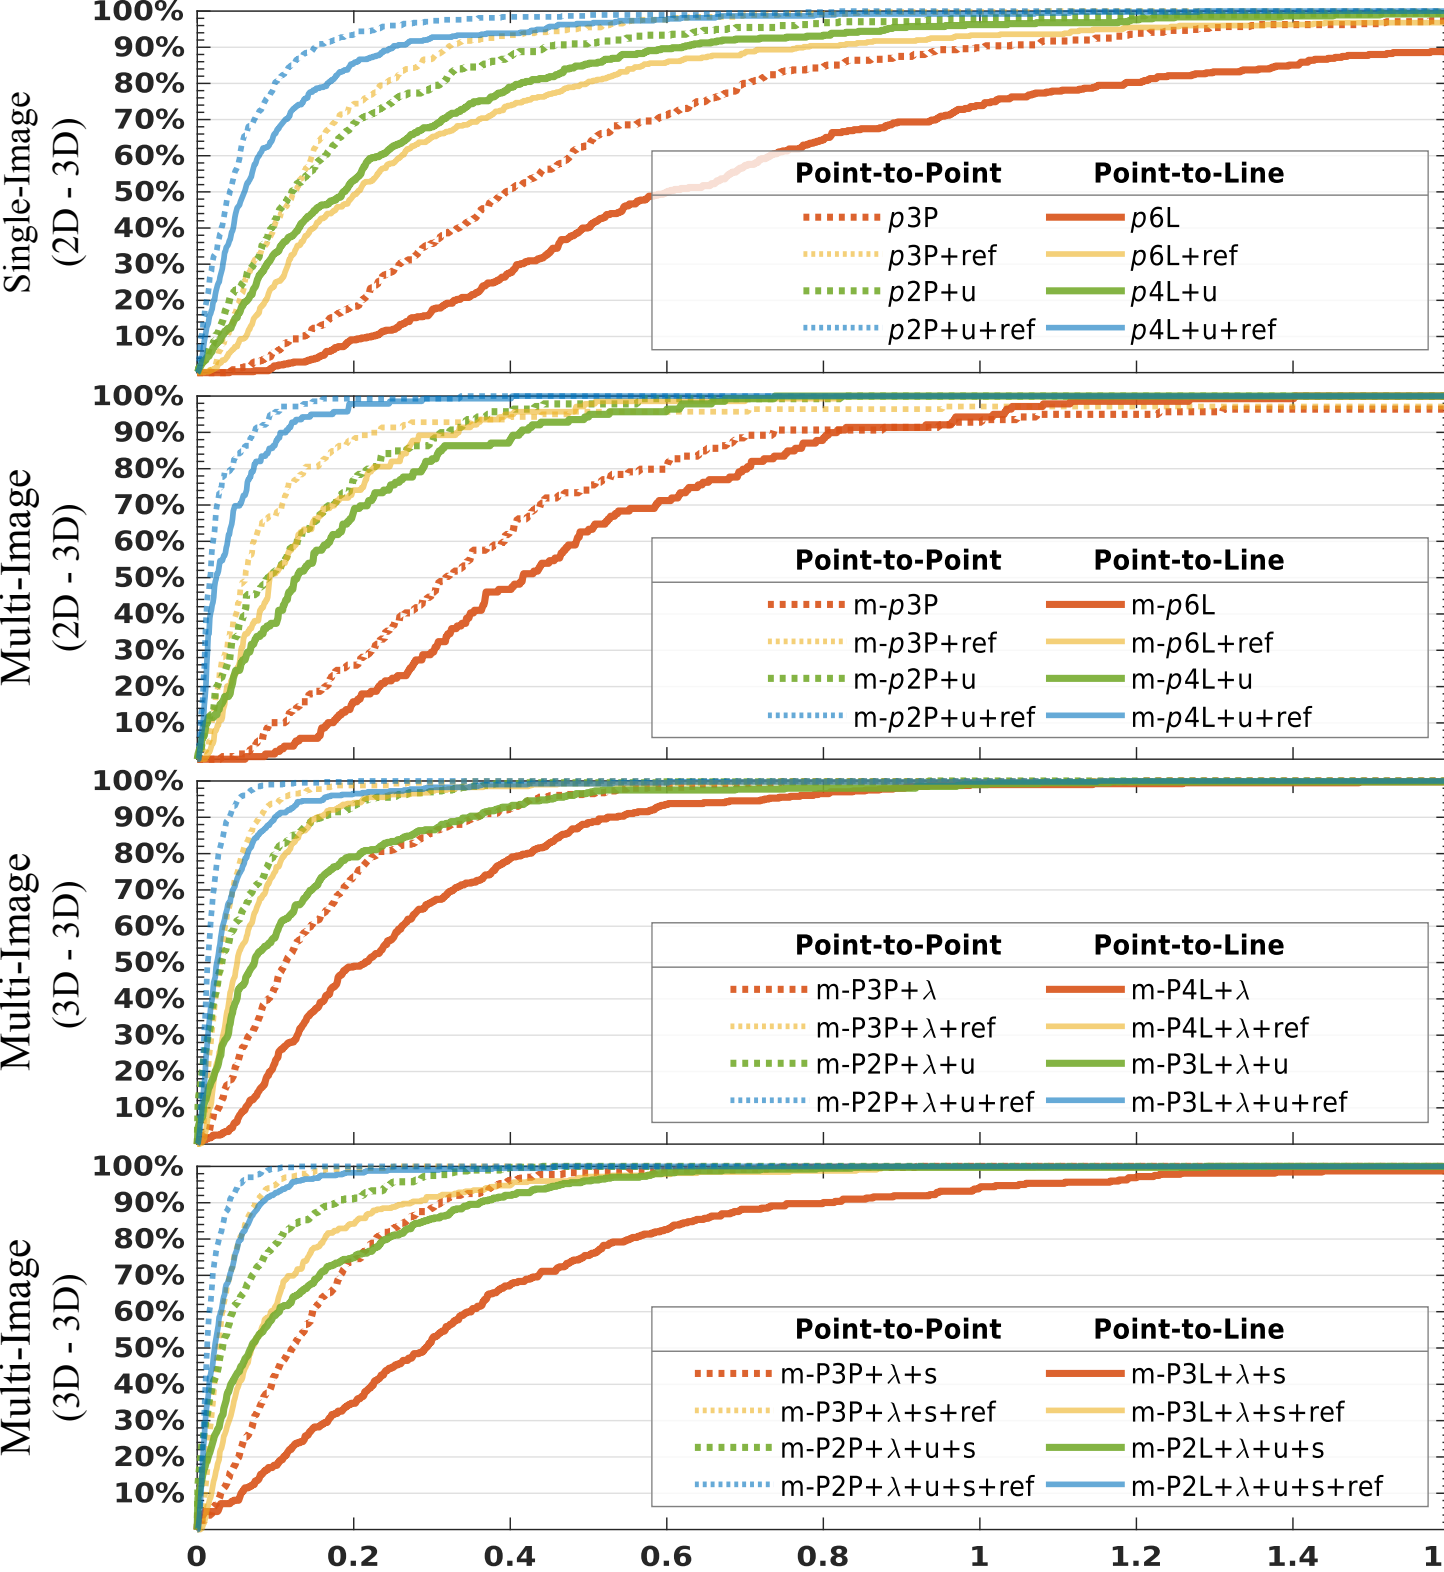 Single-Image
(2D - 3D)
100%
90%
80%
70%
60%
50%
40%
30%
20%
10%
Point-to-Point Point-to-Line
p3P p6L
p3P+ref p6L+ref
p2P+u p4L+u
p2P+u+ref p4L+u+ref
Multi-Image
(2D - 3D)
100%
90%
80%
70%
60%
50%
40%
30%
20%
10%
Point-to-Point Point-to-Line
m-p3P m-p6L
m-p3P+ref m-p6L+ref
m-p2P+u m-p4L+u
m-p2P+u+ref m-p4L+u+ref
Multi-Image
(3D - 3D)
100%
90%
80%
70%
60%
50%
40%
30%
20%
10%
Point-to-Point Point-to-Line
m-P3P+λ m-P4L+λ
m-P3P+λ+ref m-P4L+λ+ref
m-P2P+λ+u m-P3L+λ+u
m-P2P+λ+u+ref m-P3L+λ+u+ref
Multi-Image
(3D - 3D)
100%
90%
80%
70%
60%
50%
40%
30%
20%
10%
Point-to-Point Point-to-Line
m-P3P+λ+s m-P3L+λ+s
m-P3P+λ+s+ref m-P3L+λ+s+ref
m-P2P+λ+u+s m-P2L+λ+u+s
m-P2P+λ+u+s+ref m-P2L+λ+u+s+ref
0 0.2 0.4 0.6 0.8 1 1.2 1.4 1